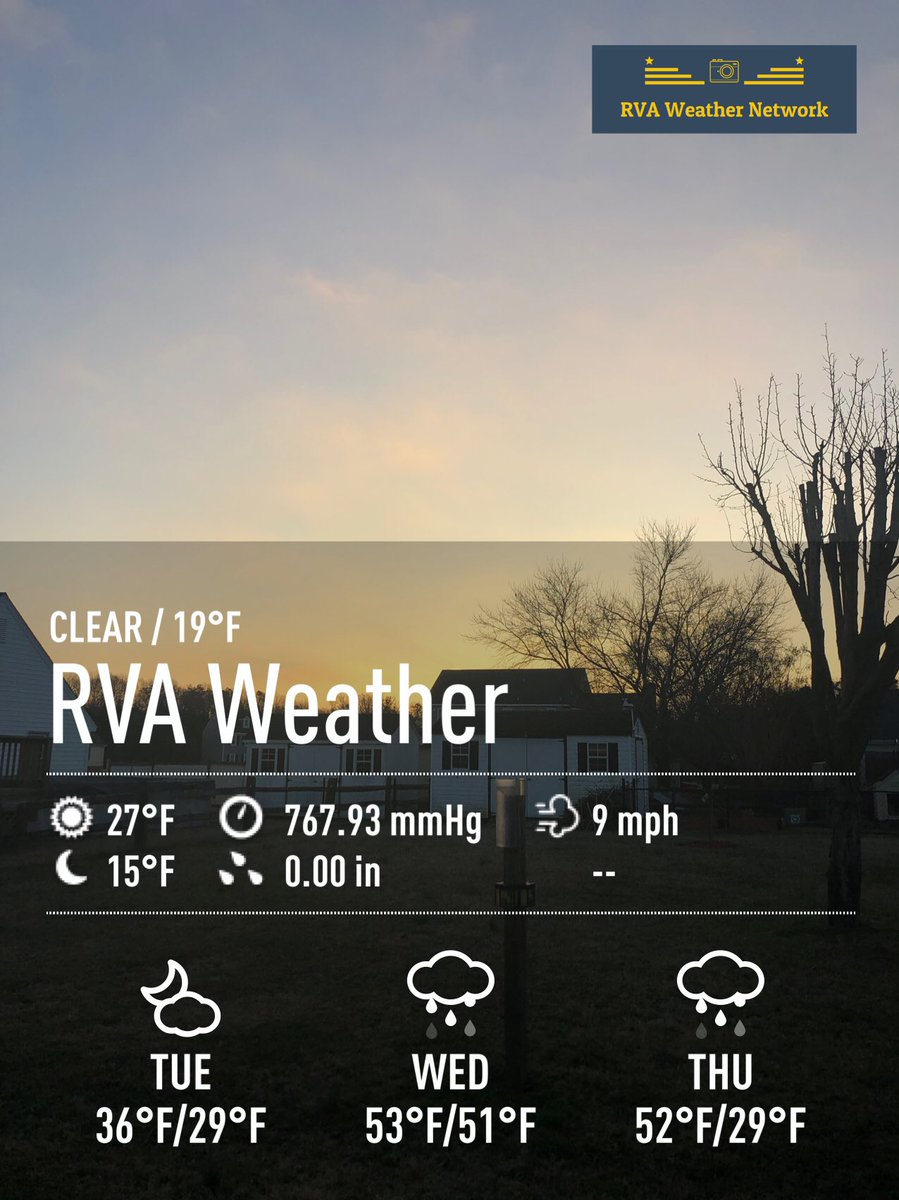 RVA Weather Network
CLEAR / 19°F
RVA Weather
27°F 767.93 mmHg 9 mph
15°F 0.00 in --
TUE WED THU
36°F/29°F 53°F/51°F 52°F/29°F